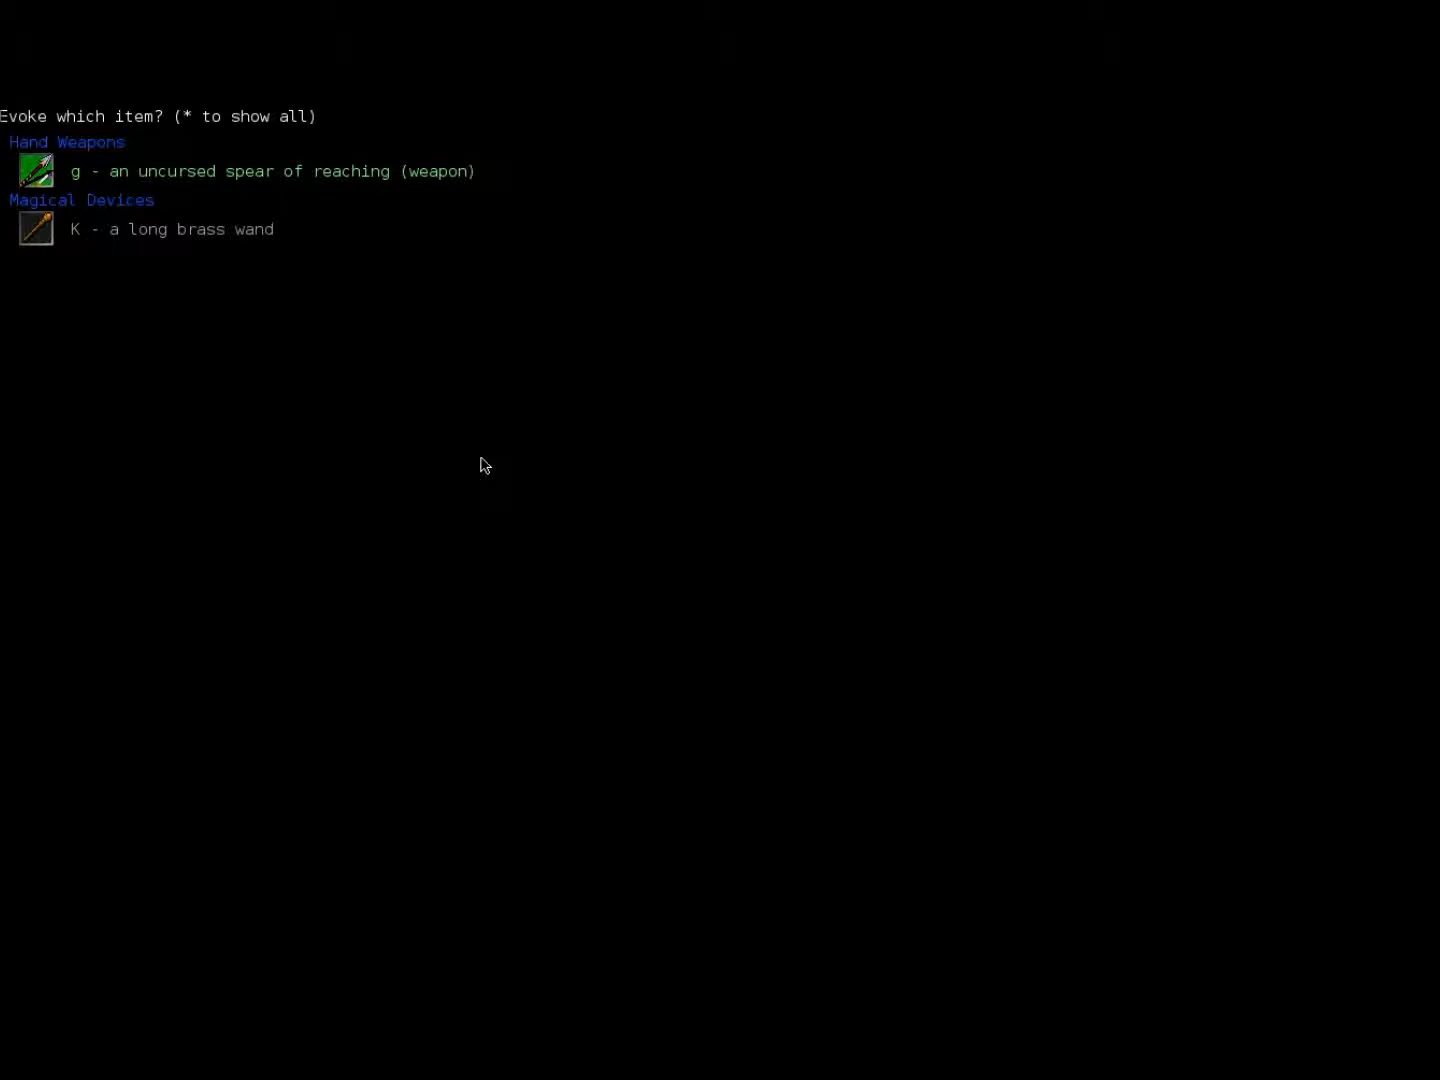 Evoke which item? (* to show all)
Hand Weapons
g - an uncursed spear of reaching (weapon)
Magical Devices
K - a long brass wand